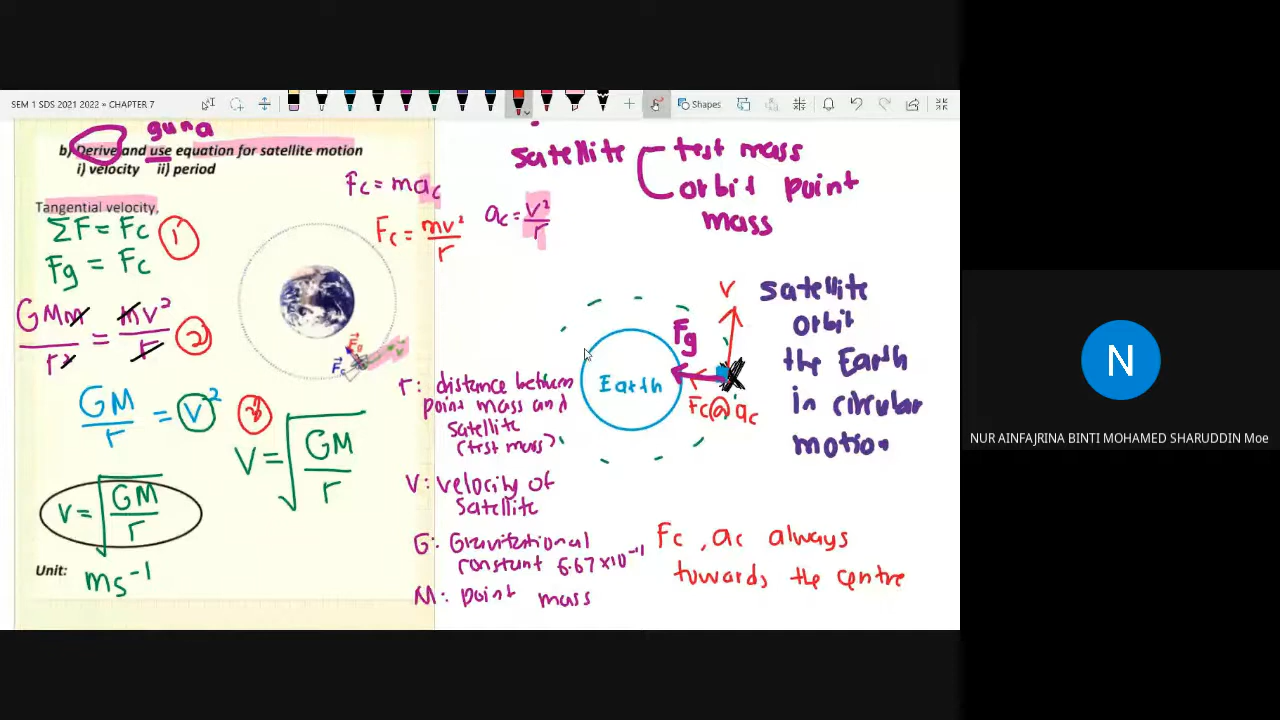 SEM 1 SDS 2021 2022 » CHAPTER 7
Shapes
guna
b) Derive and use equation for satellite motion
i) velocity ii) period
Tangential velocity,
ΣF = Fc ①
Fg = Fc
GMm/r² = mv²/r ②
GM/r = v² ③
v = √(GM/r)
v = √(GM/r)
Unit: ms⁻¹
Fc = mac
Fc = mv²/r
ac = v²/r
Fg
Fc
v
satellite
test mass
orbit point
mass
v
Fg
Earth
Fc@ac
satellite
orbit
the Earth
in circular
motion
r: distance between
point mass and
satellite
(test mass)
V: velocity of
satellite
G: Gravitational
constant 6.67×10⁻¹¹
M: point mass
Fc, ac always
towards the centre
N
NUR AINFAJRINA BINTI MOHAMED SHARUDDIN Moe